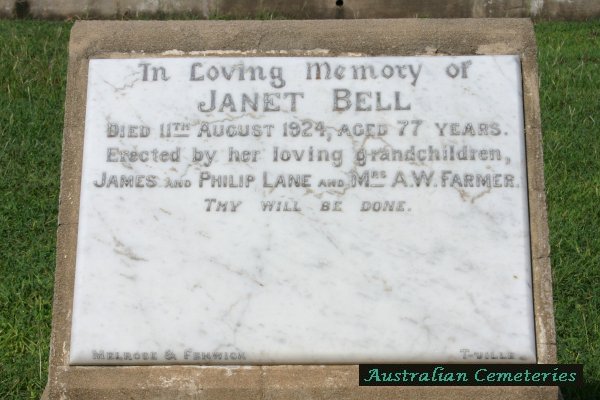 In Loving Memory of
JANET BELL
DIED 11TH AUGUST 1924, AGED 77 YEARS.
Erected by her loving grandchildren,
JAMES AND PHILIP LANE AND MRS A.W. FARMER.
THY WILL BE DONE.
MELROSE & FENWICK T-VILLE
Australian Cemeteries